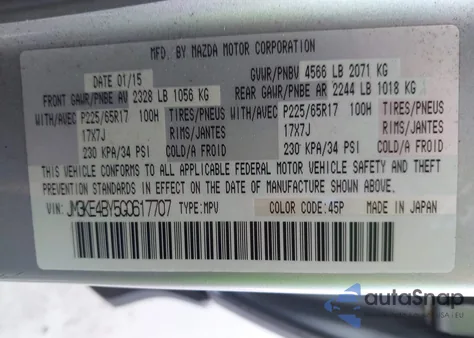 MFD. BY MAZDA MOTOR CORPORATION
DATE 01/15 GVWR/PNBV 4566 LB 2071 KG
FRONT GAWR/PNBE AV 2328 LB 1056 KG REAR GAWR/PNBE AR 2244 LB 1018 KG
WITH/AVEC P225/65R17 100H TIRES/PNEUS WITH/AVEC P225/65R17 100H TIRES/PNEUS
17X7J RIMS/JANTES 17X7J RIMS/JANTES
230 KPA/34 PSI COLD/A FROID 230 KPA/34 PSI COLD/A FROID
THIS VEHICLE CONFORMS TO ALL APPLICABLE FEDERAL MOTOR VEHICLE SAFETY AND THEFT
PREVENTION STANDARDS IN EFFECT ON THE DATE OF MANUFACTURE SHOWN ABOVE.
VIN: JM3KE4BY5G0617707 TYPE:MPV COLOR CODE:45P MADE IN JAPAN
autoSnap